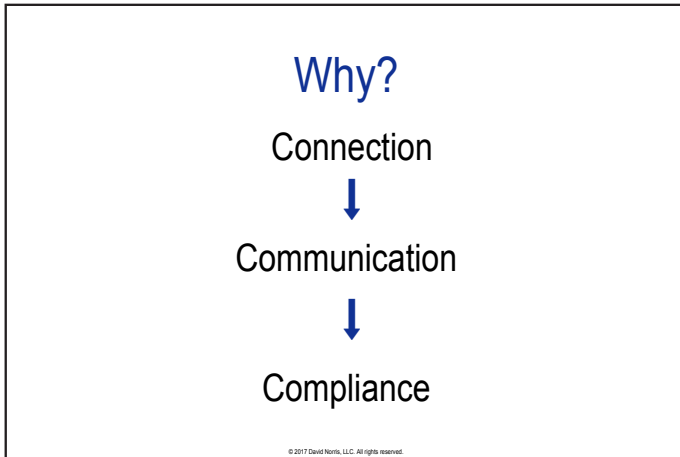 Why?
Connection
Communication
Compliance
© 2017 David Norris, LLC. All rights reserved.